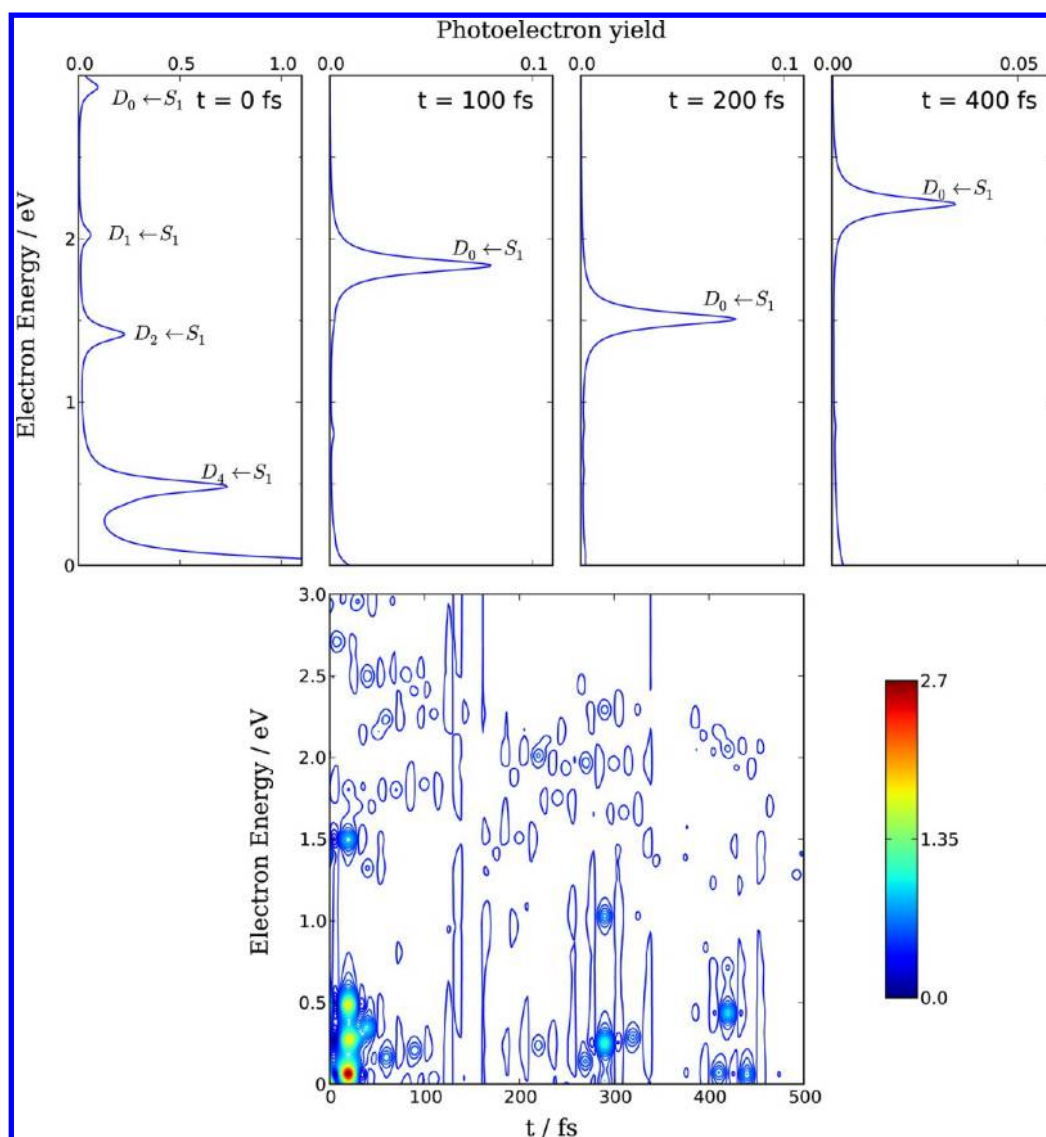 Photoelectron yield
0.0 0.5 1.0 0.0 0.1 0.0 0.1 0.00 0.05
t = 0 fs t = 100 fs t = 200 fs t = 400 fs
D₀ ← S₁
D₀ ← S₁
D₁ ← S₁
D₀ ← S₁
D₀ ← S₁
D₂ ← S₁
D₄ ← S₁
2
1
0
Electron Energy / eV
3.0
2.5
2.0
1.5
1.0
0.5
0
Electron Energy / eV
0 100 200 300 400 500
t / fs
2.7
1.35
0.0